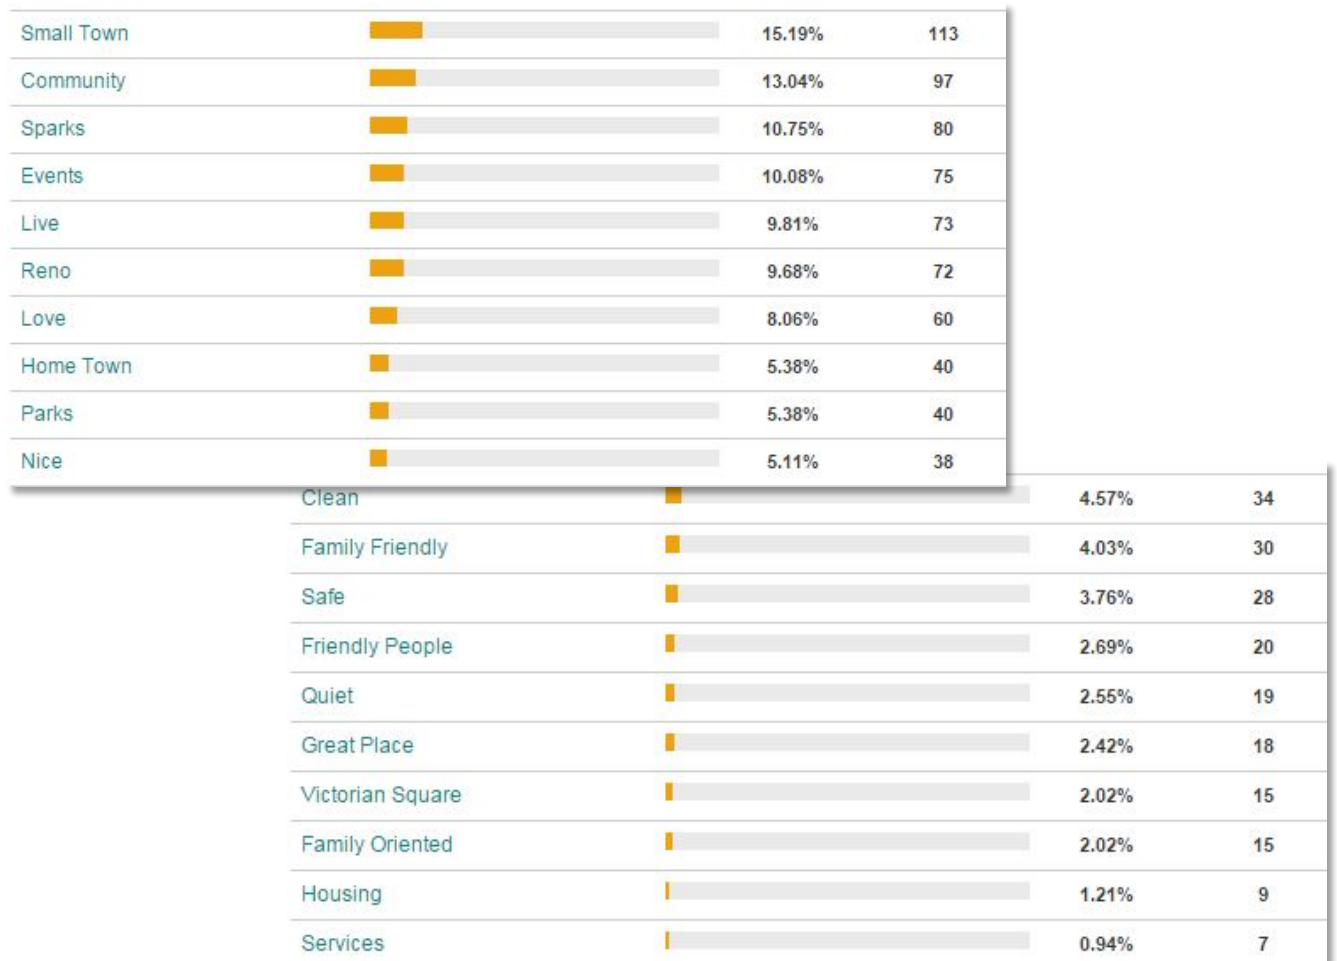 Small Town 15.19% 113
Community 13.04% 97
Sparks 10.75% 80
Events 10.08% 75
Live 9.81% 73
Reno 9.68% 72
Love 8.06% 60
Home Town 5.38% 40
Parks 5.38% 40
Nice 5.11% 38
Clean 4.57% 34
Family Friendly 4.03% 30
Safe 3.76% 28
Friendly People 2.69% 20
Quiet 2.55% 19
Great Place 2.42% 18
Victorian Square 2.02% 15
Family Oriented 2.02% 15
Housing 1.21% 9
Services 0.94% 7